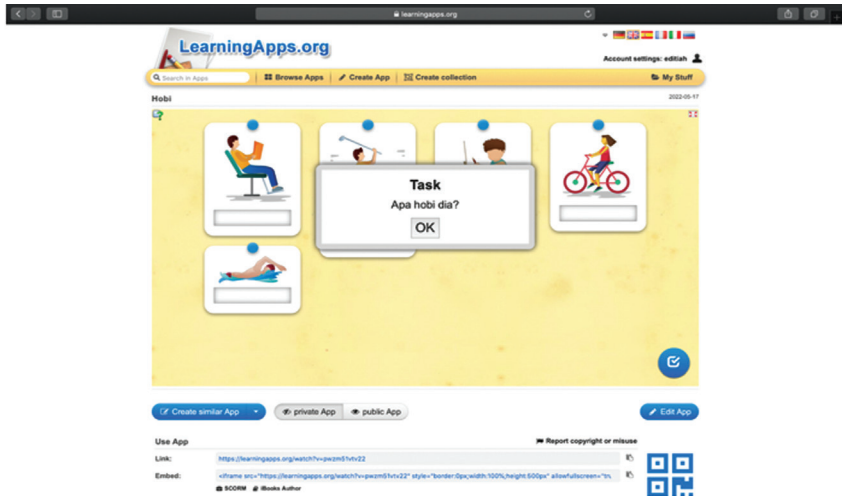 learningapps.org
LearningApps.org
Account settings: editiah
Search in Apps
Browse Apps
Create App
Create collection
My Stuff
Hobi
2022-05-17
Task
Apa hobi dia?
OK
Create similar App
private App
public App
Edit App
Use App
Report copyright or misuse
Link:
https://learningapps.org/watch?v=pwzm51vtv22
Embed:
<iframe src="https://learningapps.org/watch?v=pwzm51vtv22" style="border:0px;width:100%;height:500px" allowfullscreen="tru
SCORM
iBooks Author